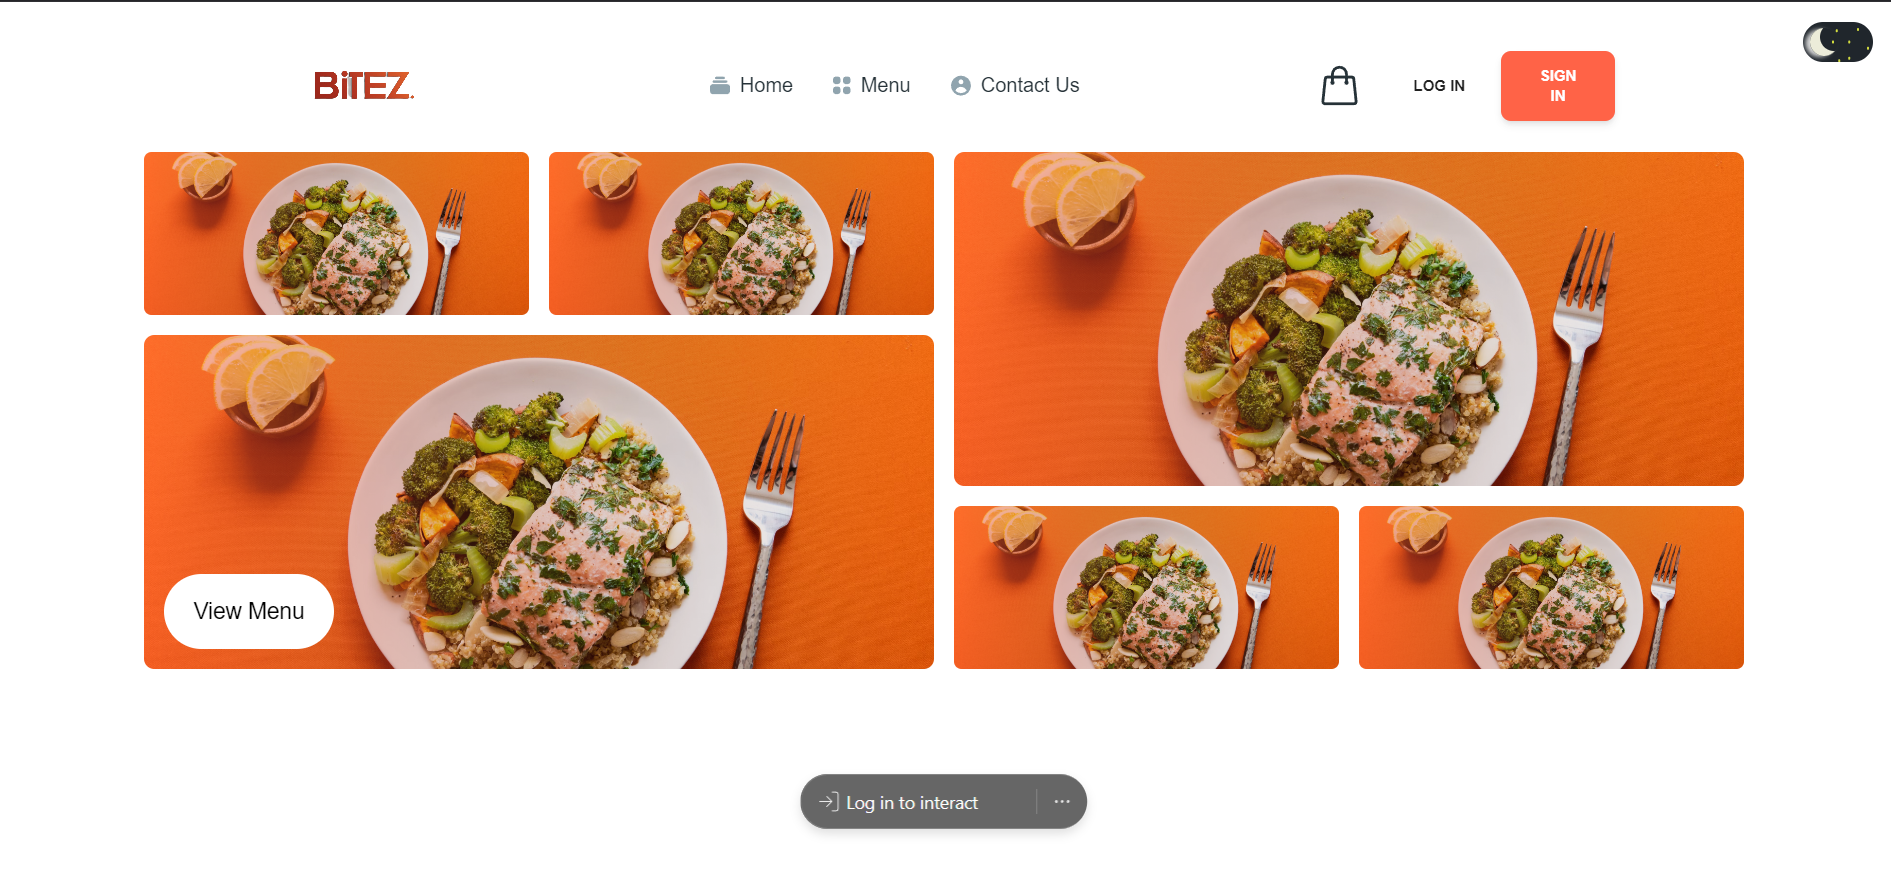 BiTEZ.
Home
Menu
Contact Us
LOG IN
SIGN
IN
View Menu
Log in to interact